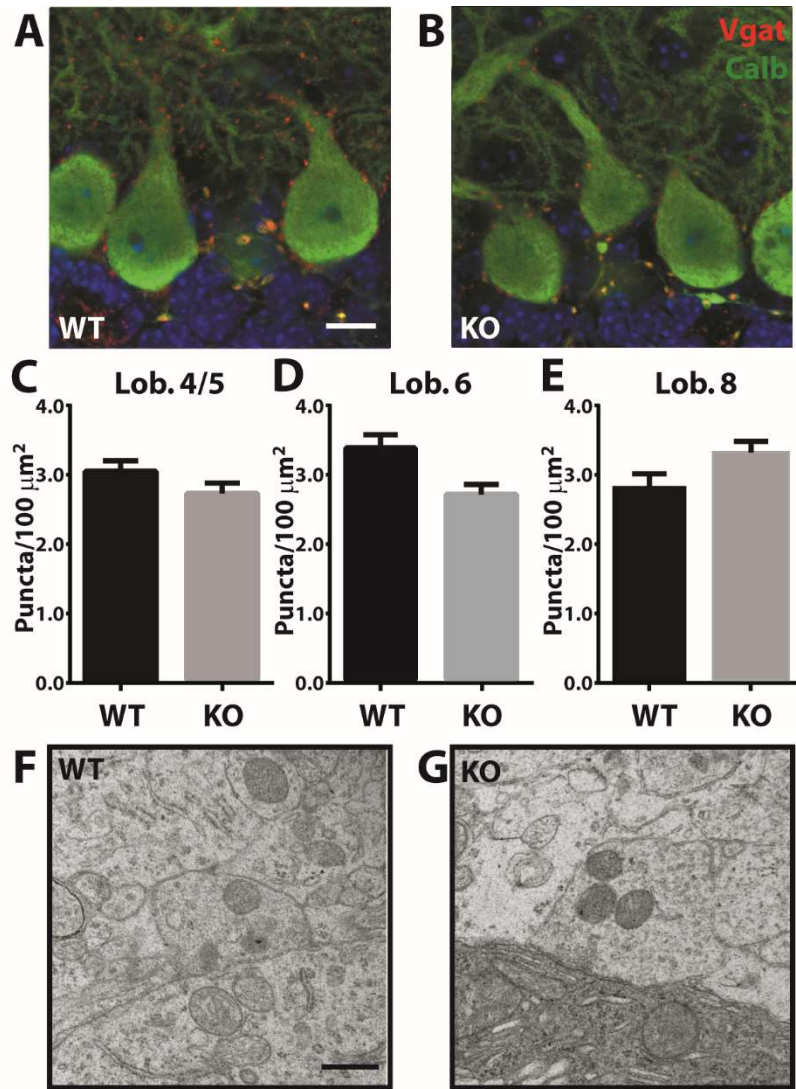 A
B
Vgat
Calb
WT
KO
C Lob. 4/5
D Lob. 6
E Lob. 8
Puncta/100 μm²
4.0
3.0
2.0
1.0
0.0
WT KO
Puncta/100 μm²
4.0
3.0
2.0
1.0
0.0
WT KO
Puncta/100 μm²
4.0
3.0
2.0
1.0
0.0
WT KO
F WT
G KO